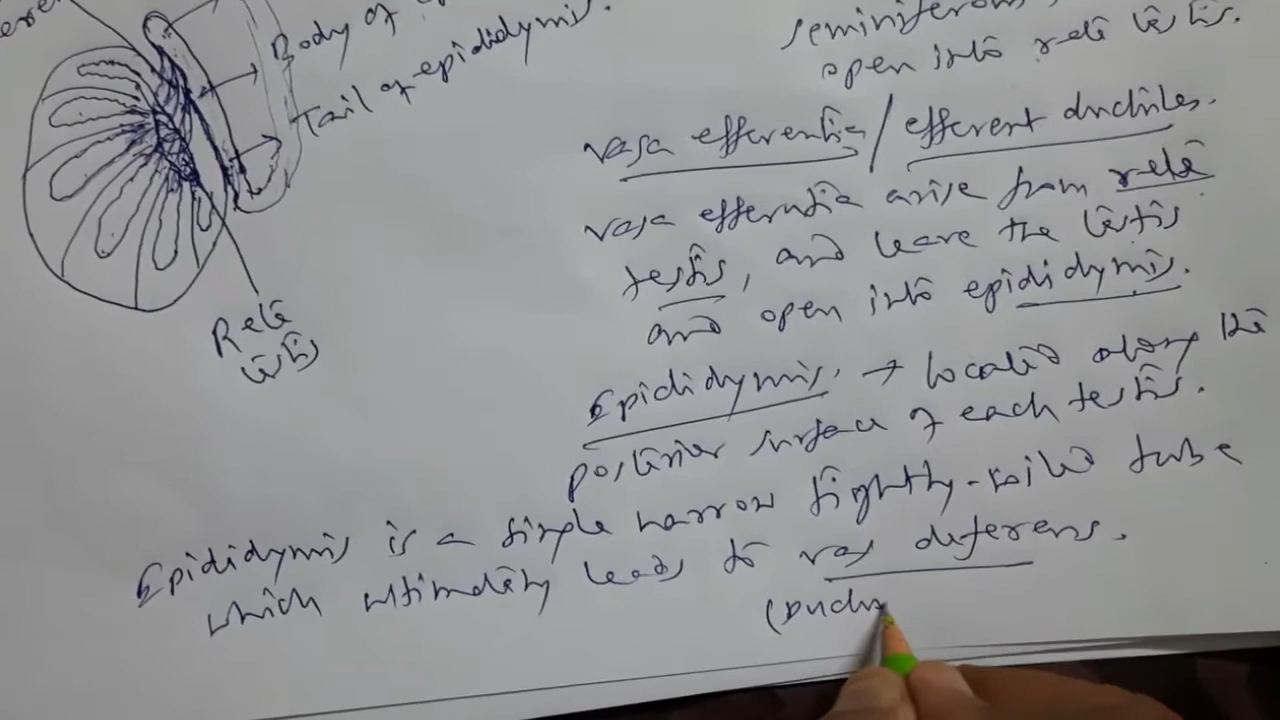 Body of
Tail of epididymis.
Rete
testis
seminiferous
open into rete testis.
vasa efferentia / efferent ductules.
vasa efferentia arise from rete
testis, and leave the testis
and open into epididymis.
Epididymis. → located along the
posterior surface of each testis.
Epididymis is a single narrow tightly-coiled tube
which ultimately leads to vas deferens.
(Duct